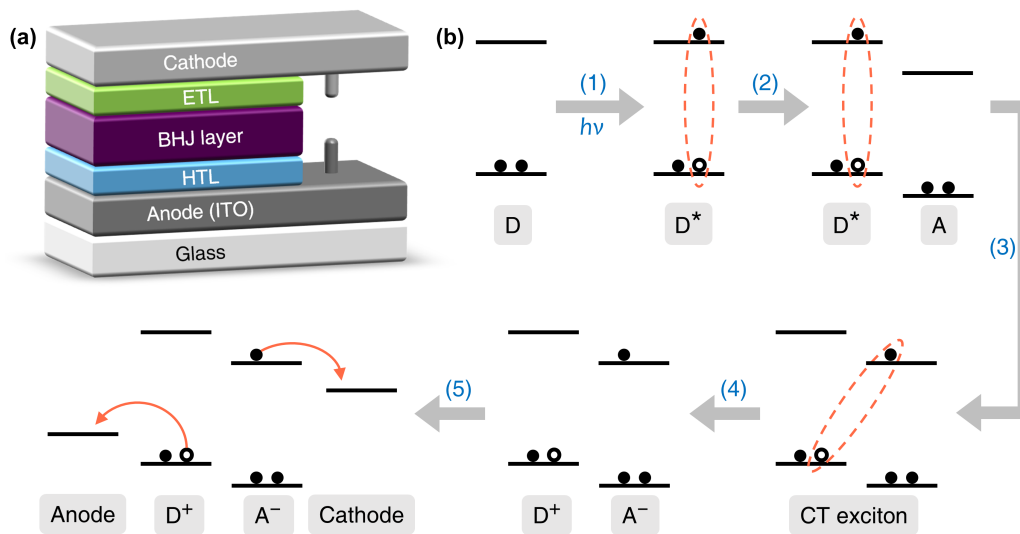 (a)
Cathode
ETL
BHJ layer
HTL
Anode (ITO)
Glass
(b)
(1)
hν
(2)
D
D*
D*
A
(3)
(4)
(5)
Anode
D⁺
A⁻
Cathode
D⁺
A⁻
CT exciton